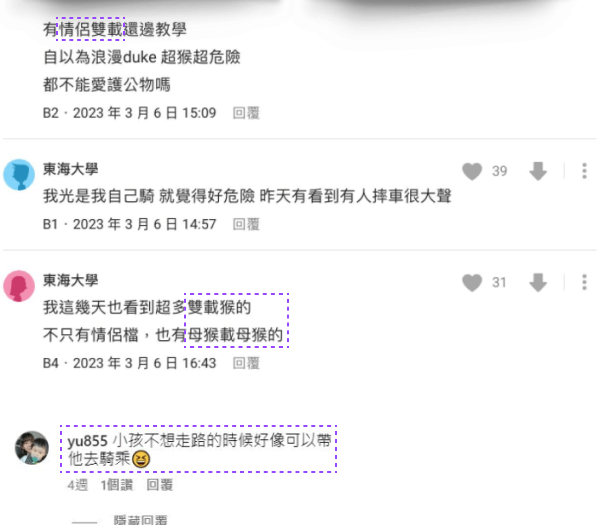 有情侶雙載還邊教學
自以為浪漫duke 超猴超危險
都不能愛護公物嗎
B2・2023 年 3 月 6 日 15:09 回覆
東海大學
39
我光是我自己騎 就覺得好危險 昨天有看到有人摔車很大聲
B1・2023 年 3 月 6 日 14:57 回覆
東海大學
31
我這幾天也看到超多雙載猴的
不只有情侶檔，也有母猴載母猴的
B4・2023 年 3 月 6 日 16:43 回覆
yu855 小孩不想走路的時候好像可以帶
他去騎乘😆
4週 1個讚 回覆
隱藏回覆